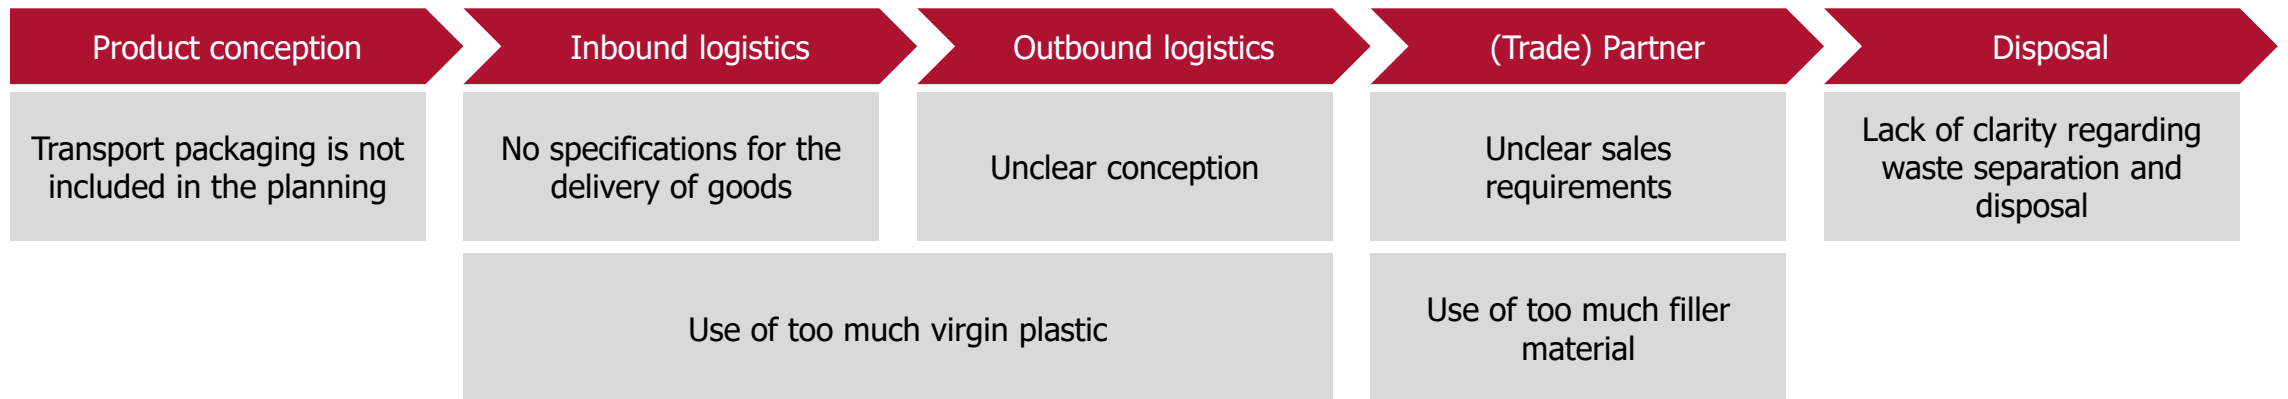 Product conception
Inbound logistics
Outbound logistics
(Trade) Partner
Disposal
Transport packaging is not
included in the planning
No specifications for the
delivery of goods
Unclear conception
Unclear sales
requirements
Lack of clarity regarding
waste separation and
disposal
Use of too much virgin plastic
Use of too much filler
material